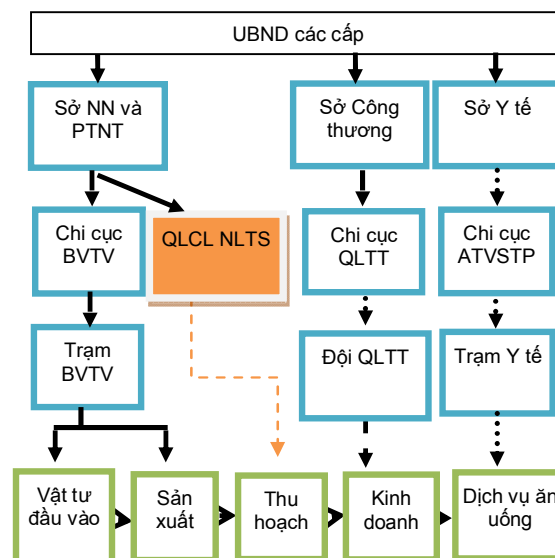 UBND các cấp
Sở NN và
PTNT
Sở Công
thương
Sở Y tế
Chi cục
BVTV
QLCL NLTS
Chi cục
QLTT
Chi cục
ATVSTP
Trạm
BVTV
Đội QLTT
Trạm Y tế
Vật tư
đầu vào
Sản
xuất
Thu
hoạch
Kinh
doanh
Dịch vụ ăn
uống